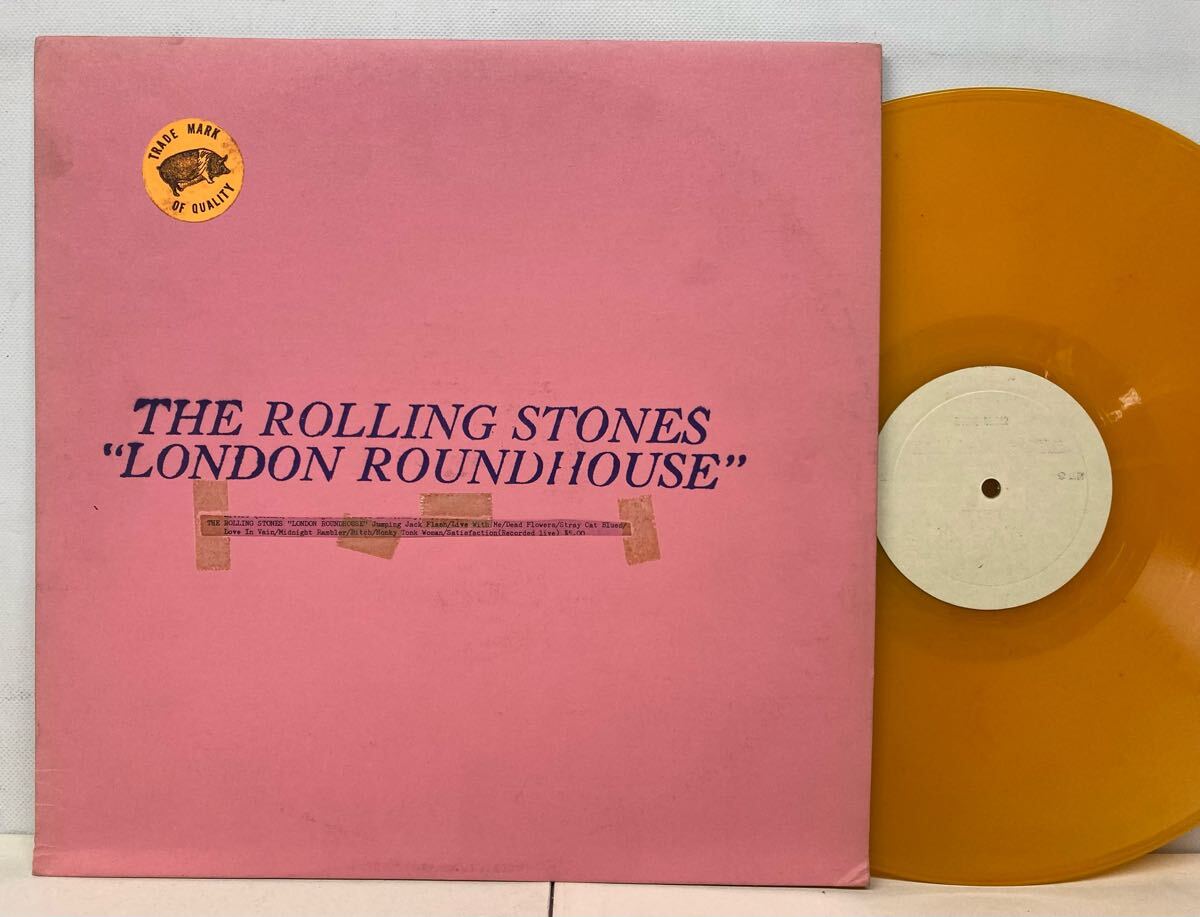 TRADE MARK
OF QUALITY
THE ROLLING STONES
“LONDON ROUNDHOUSE”
THE ROLLING STONES "LONDON ROUNDHOUSE" Jumping Jack Flash/Live With Me/Dead Flowers/Stray Cat Blues/
Love In Vain/Midnight Rambler/Bitch/Honky Tonk Woman/Satisfaction(Recorded live) $5.00